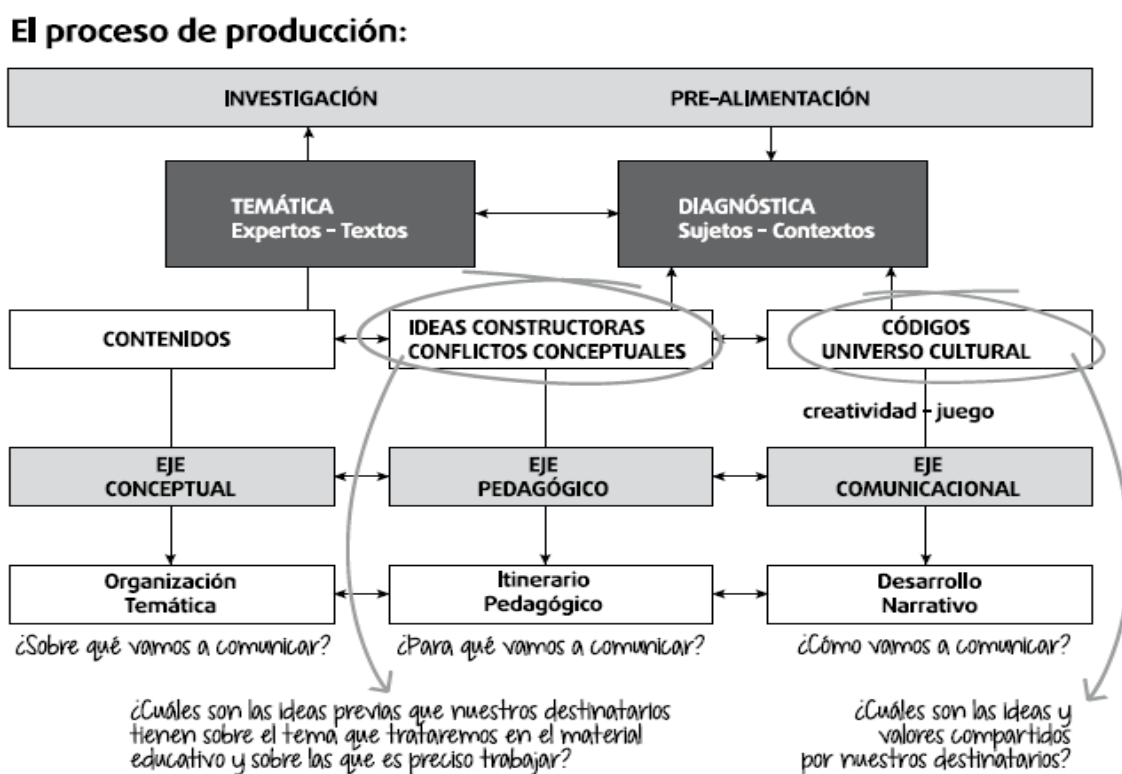 El proceso de producción:
INVESTIGACIÓN
PRE-ALIMENTACIÓN
TEMÁTICA
Expertos - Textos
DIAGNÓSTICA
Sujetos - Contextos
CONTENIDOS
IDEAS CONSTRUCTORAS
CONFLICTOS CONCEPTUALES
CÓDIGOS
UNIVERSO CULTURAL
creatividad - juego
EJE
CONCEPTUAL
EJE
PEDAGÓGICO
EJE
COMUNICACIONAL
Organización
Temática
Itinerario
Pedagógico
Desarrollo
Narrativo
¿Sobre qué vamos a comunicar?
¿Para qué vamos a comunicar?
¿Cómo vamos a comunicar?
¿Cuáles son las ideas previas que nuestros destinatarios
tienen sobre el tema que trataremos en el material
educativo y sobre las que es preciso trabajar?
¿Cuáles son las ideas y
valores compartidos
por nuestros destinatarios?